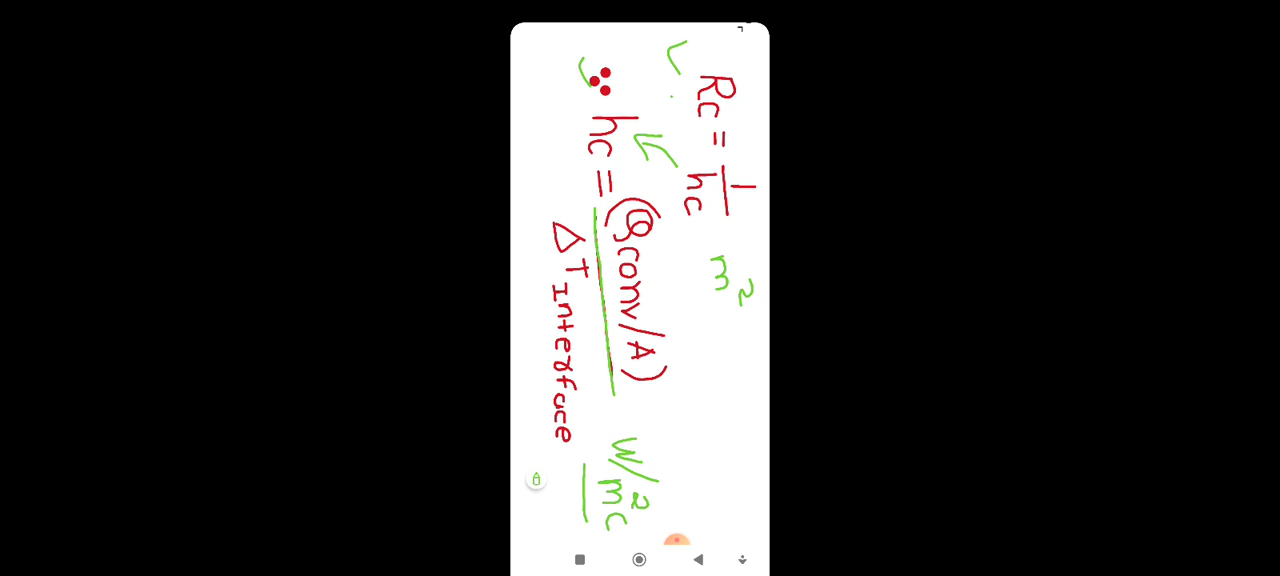 Rc = 1/hc m²
∴ hc = (Qconv/A) / ΔT Interface W/m²c